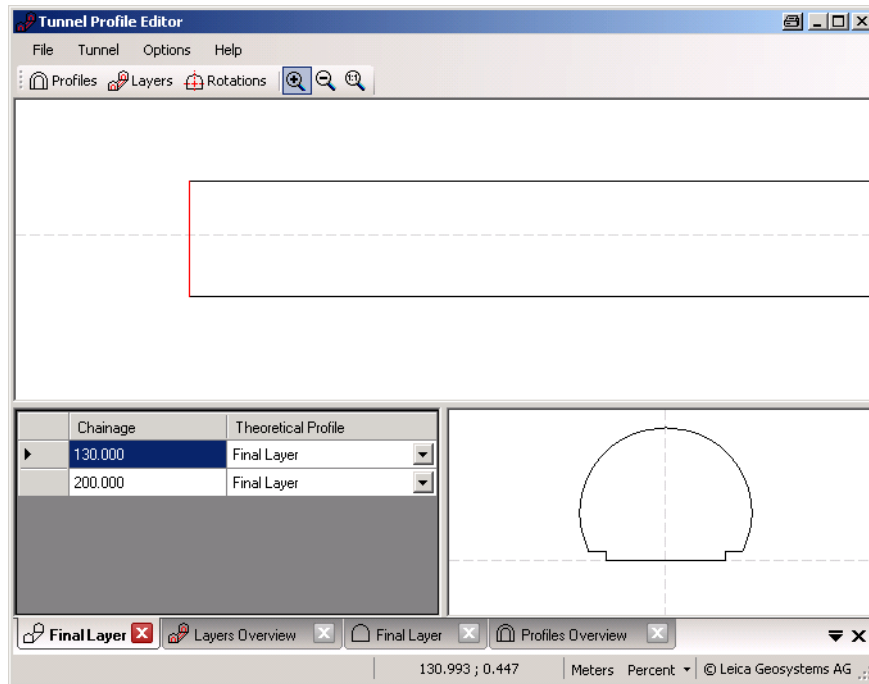 Tunnel Profile Editor
File Tunnel Options Help
Profiles Layers Rotations 1:1
Chainage Theoretical Profile
130.000 Final Layer
200.000 Final Layer
Final Layer Layers Overview Final Layer Profiles Overview
130.993 ; 0.447 Meters Percent © Leica Geosystems AG